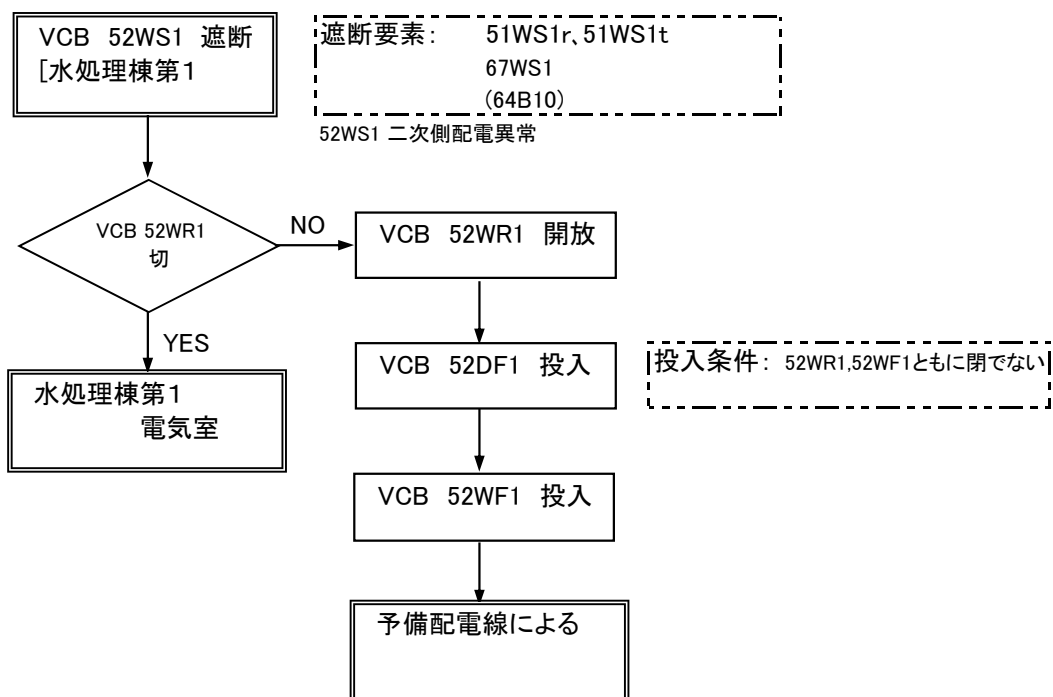 VCB 52WS1 遮断
[水処理棟第1
遮断要素: 51WS1r、51WS1t
67WS1
(64B10)
52WS1 二次側配電異常
VCB 52WR1
切
NO
VCB 52WR1 開放
YES
水処理棟第1
電気室
VCB 52DF1 投入
投入条件: 52WR1,52WF1ともに閉でない
VCB 52WF1 投入
予備配電線による